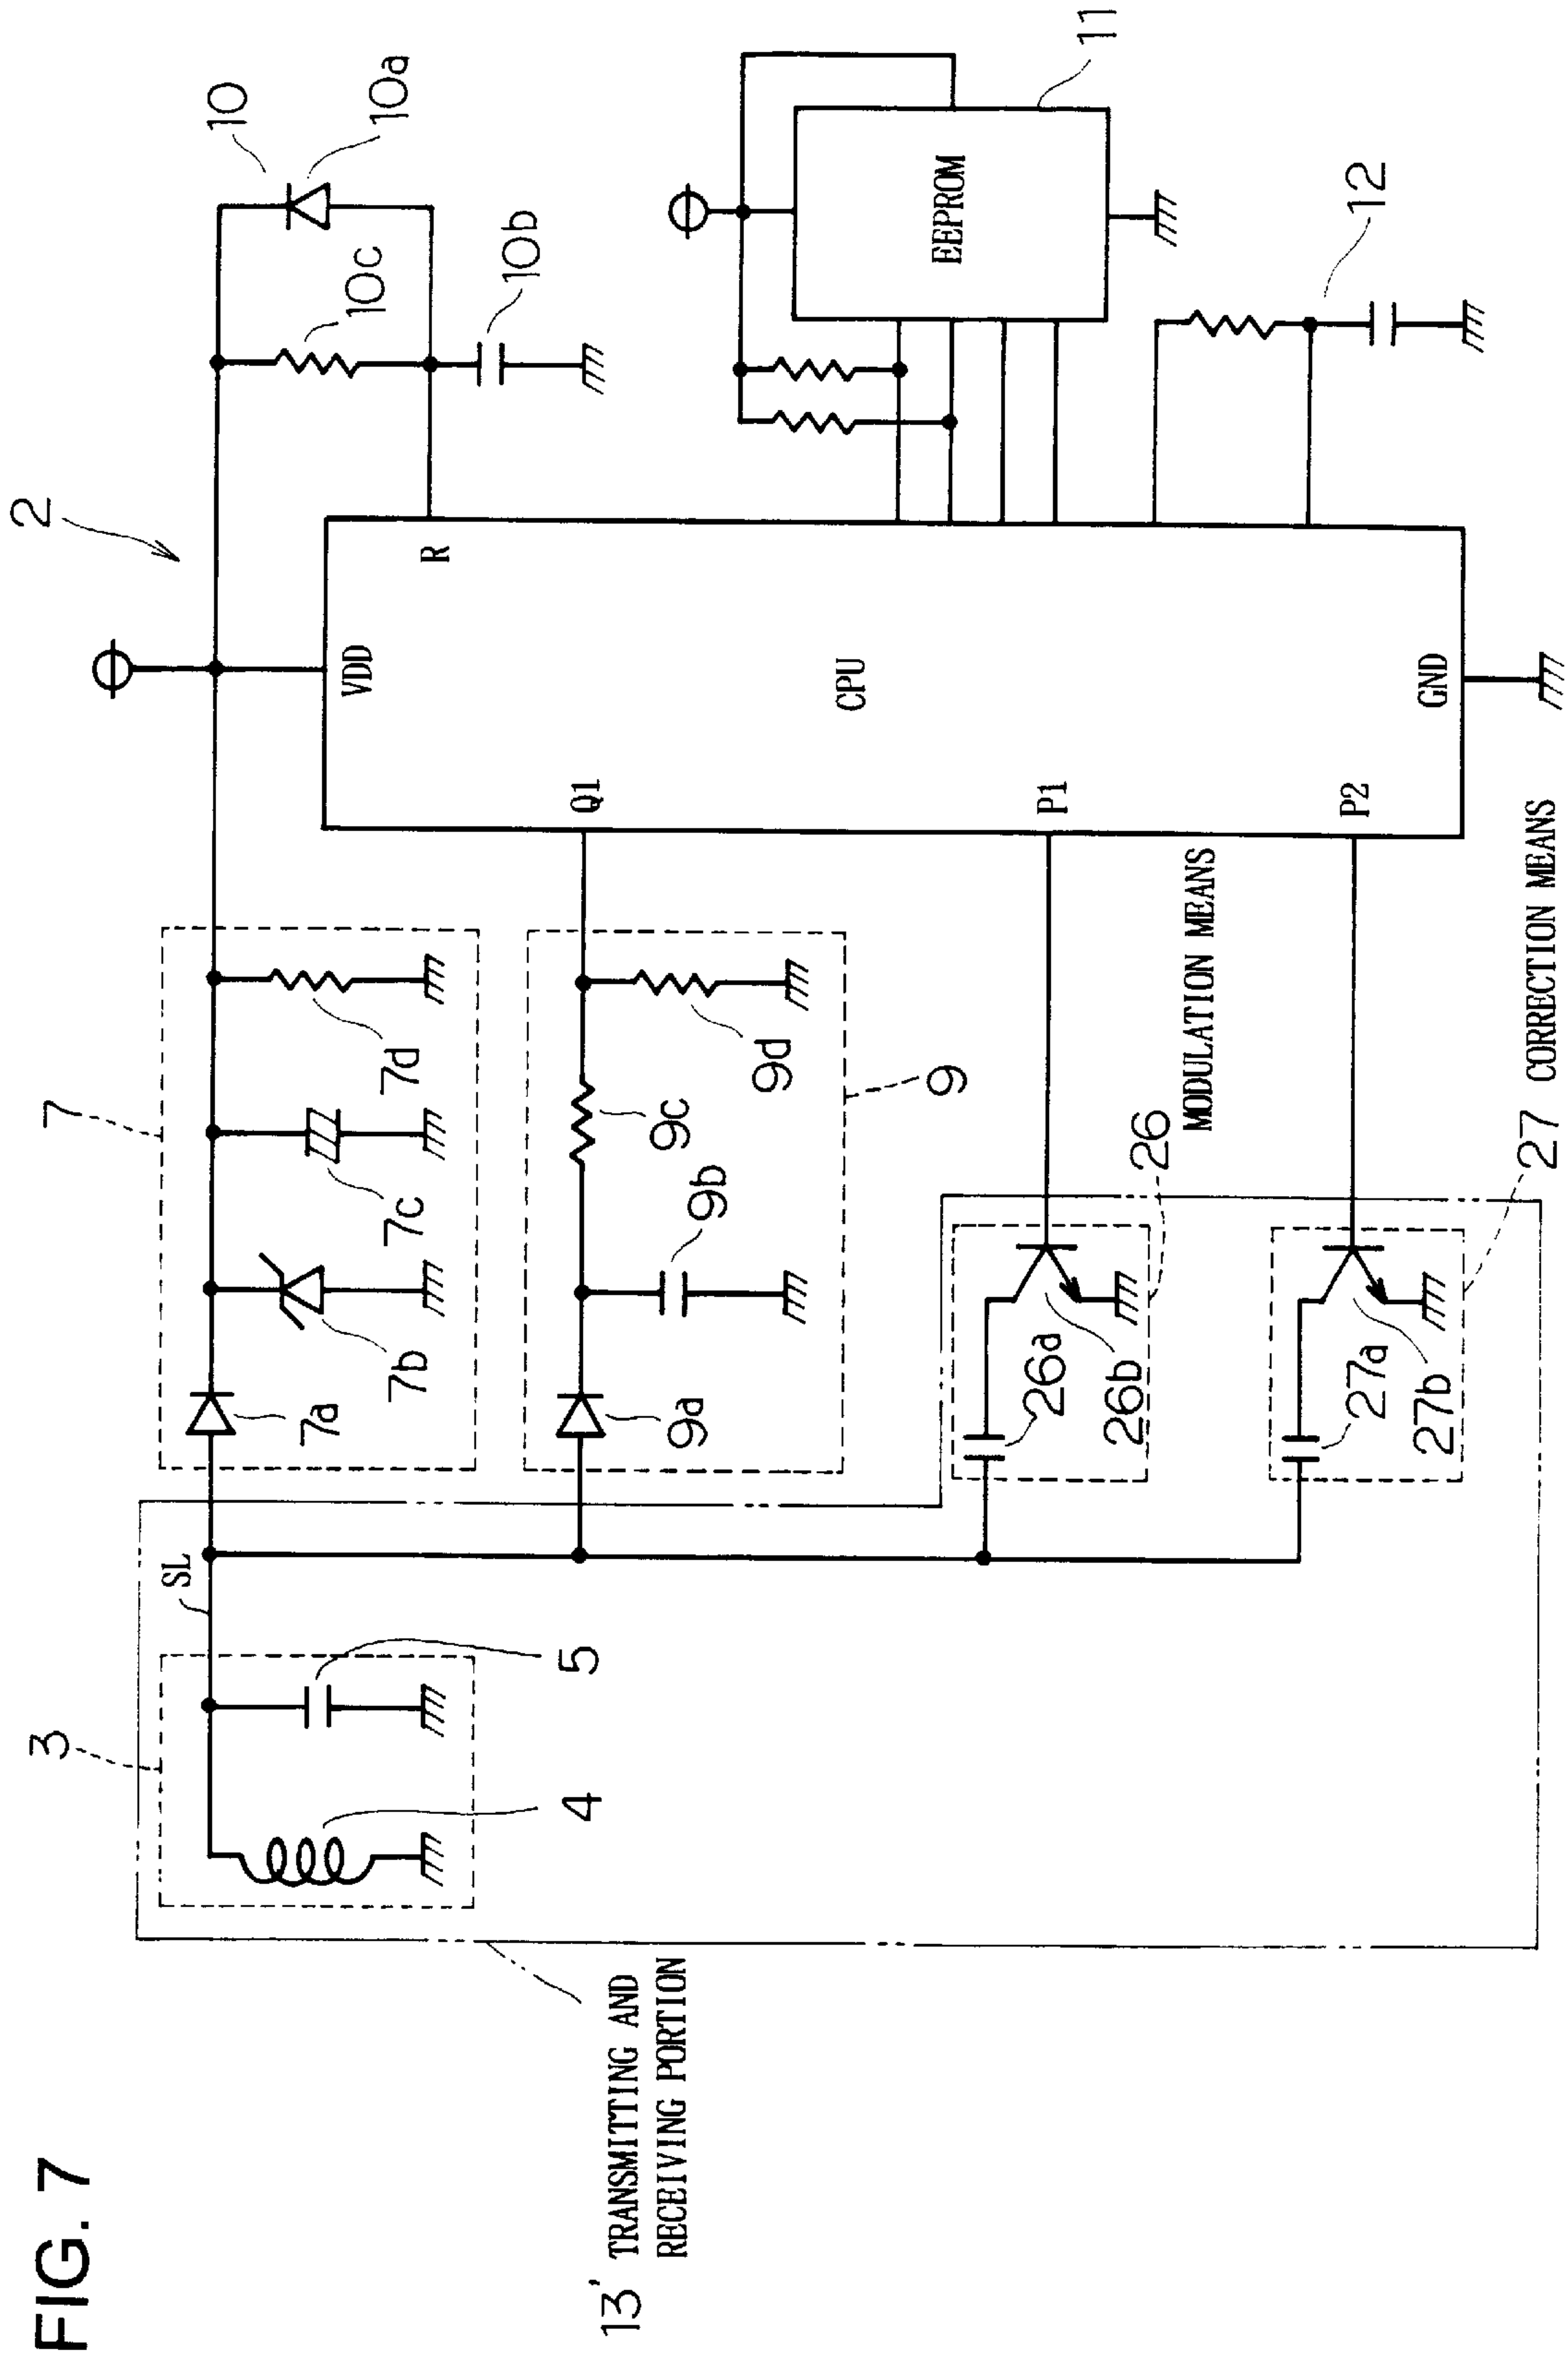 FIG. 7
2
10
10a
10c
10b
VDD
R
CPU
Q1
P1
P2
GND
EEPROM
11
12
7
7a
7b
7c
7d
9
9a
9b
9c
9d
SL
3
4
5
26
MODULATION MEANS
26a
26b
27 CORRECTION MEANS
27a
27b
13' TRANSMITTING AND
RECEIVING PORTION